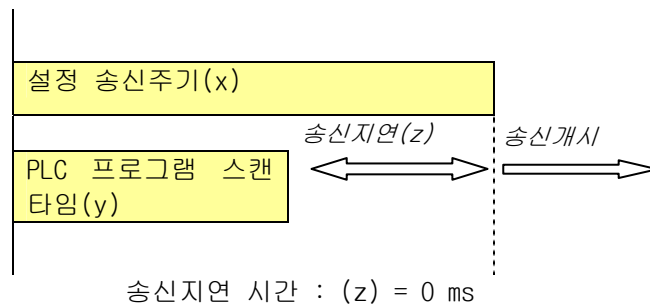 설정 송신주기(x)
송신지연(z) 송신개시
PLC 프로그램 스캔
타임(y)
송신지연 시간 : (z) = 0 ms